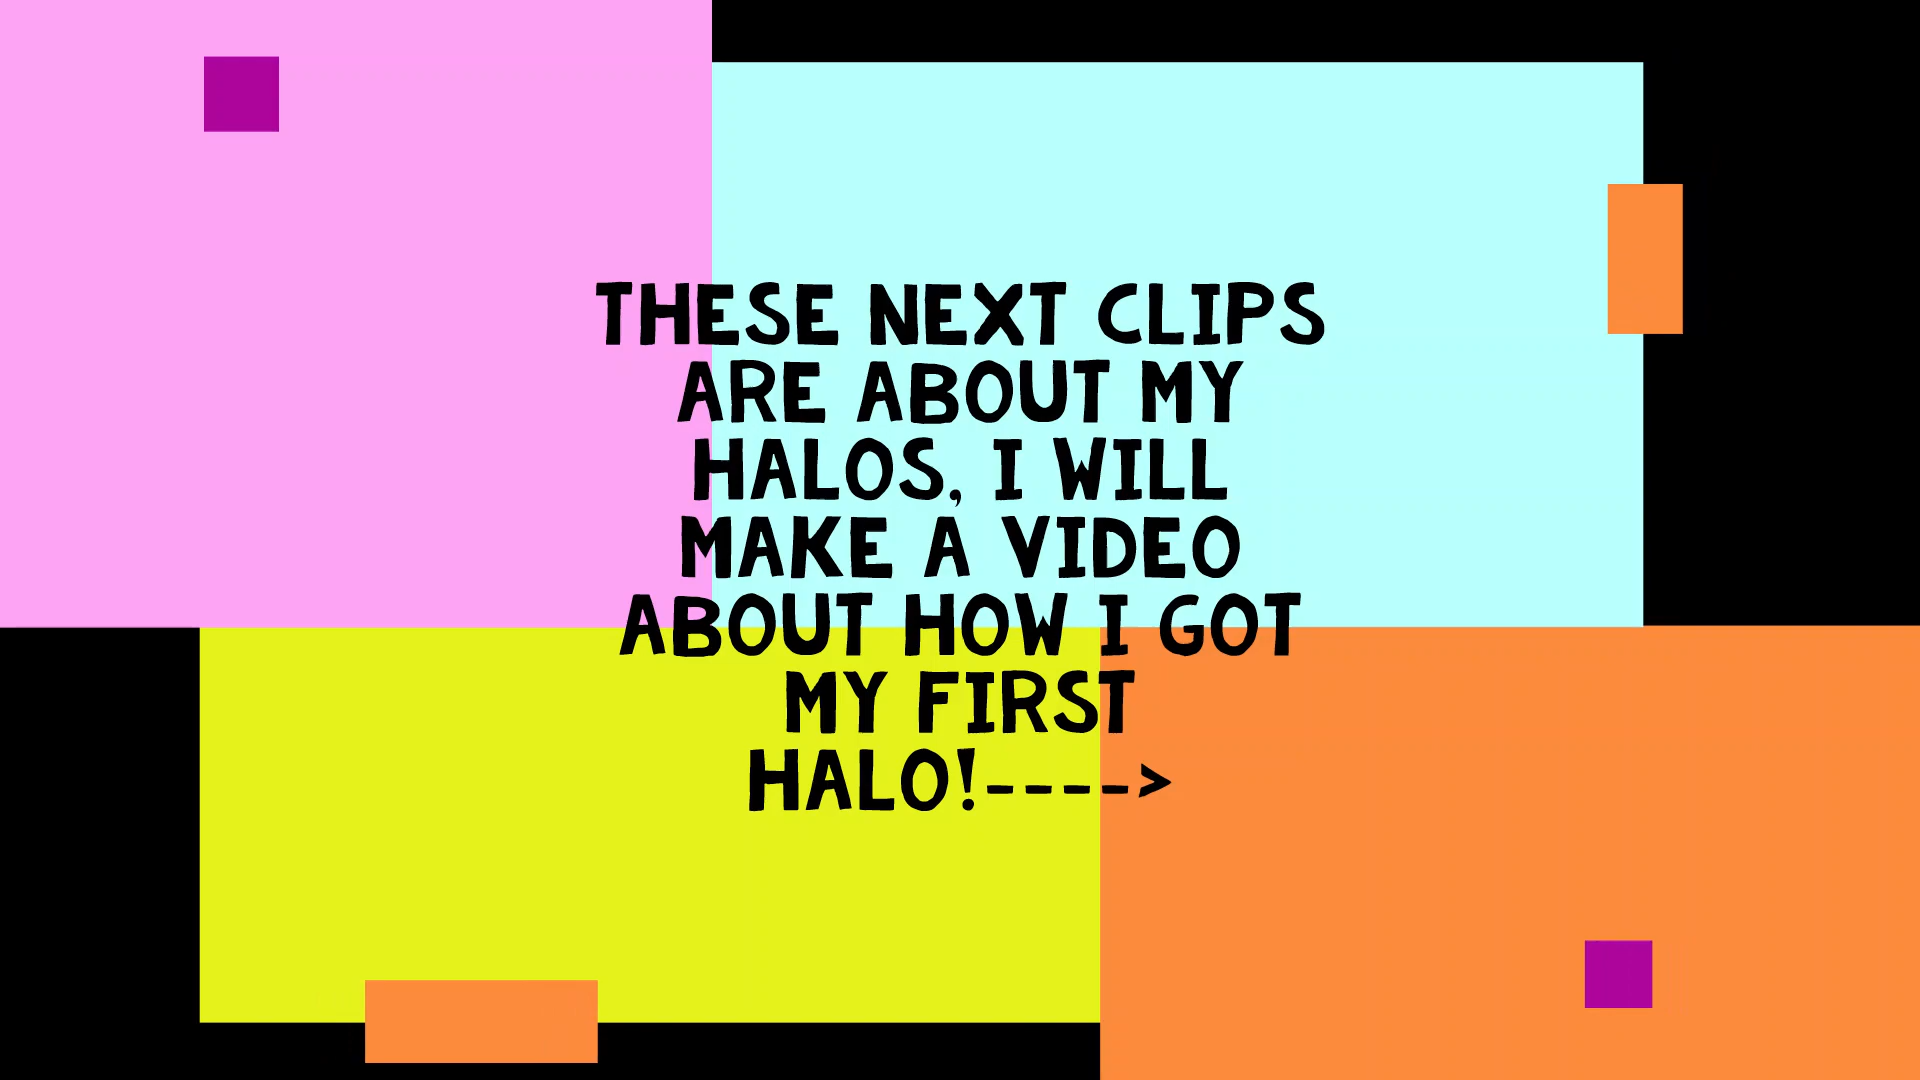 THESE NEXT CLIPS
ARE ABOUT MY
HALOS, I WILL
MAKE A VIDEO
ABOUT HOW I GOT
MY FIRST
HALO!---->